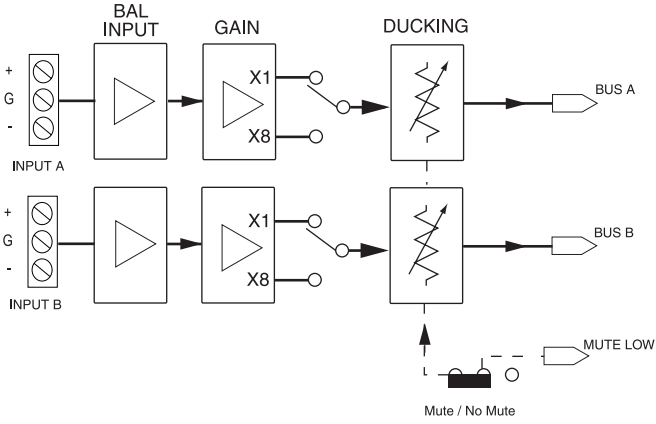 BAL
INPUT
GAIN
DUCKING
+
G
-
INPUT A
X1
X8
BUS A
+
G
-
INPUT B
X1
X8
BUS B
MUTE LOW
Mute / No Mute